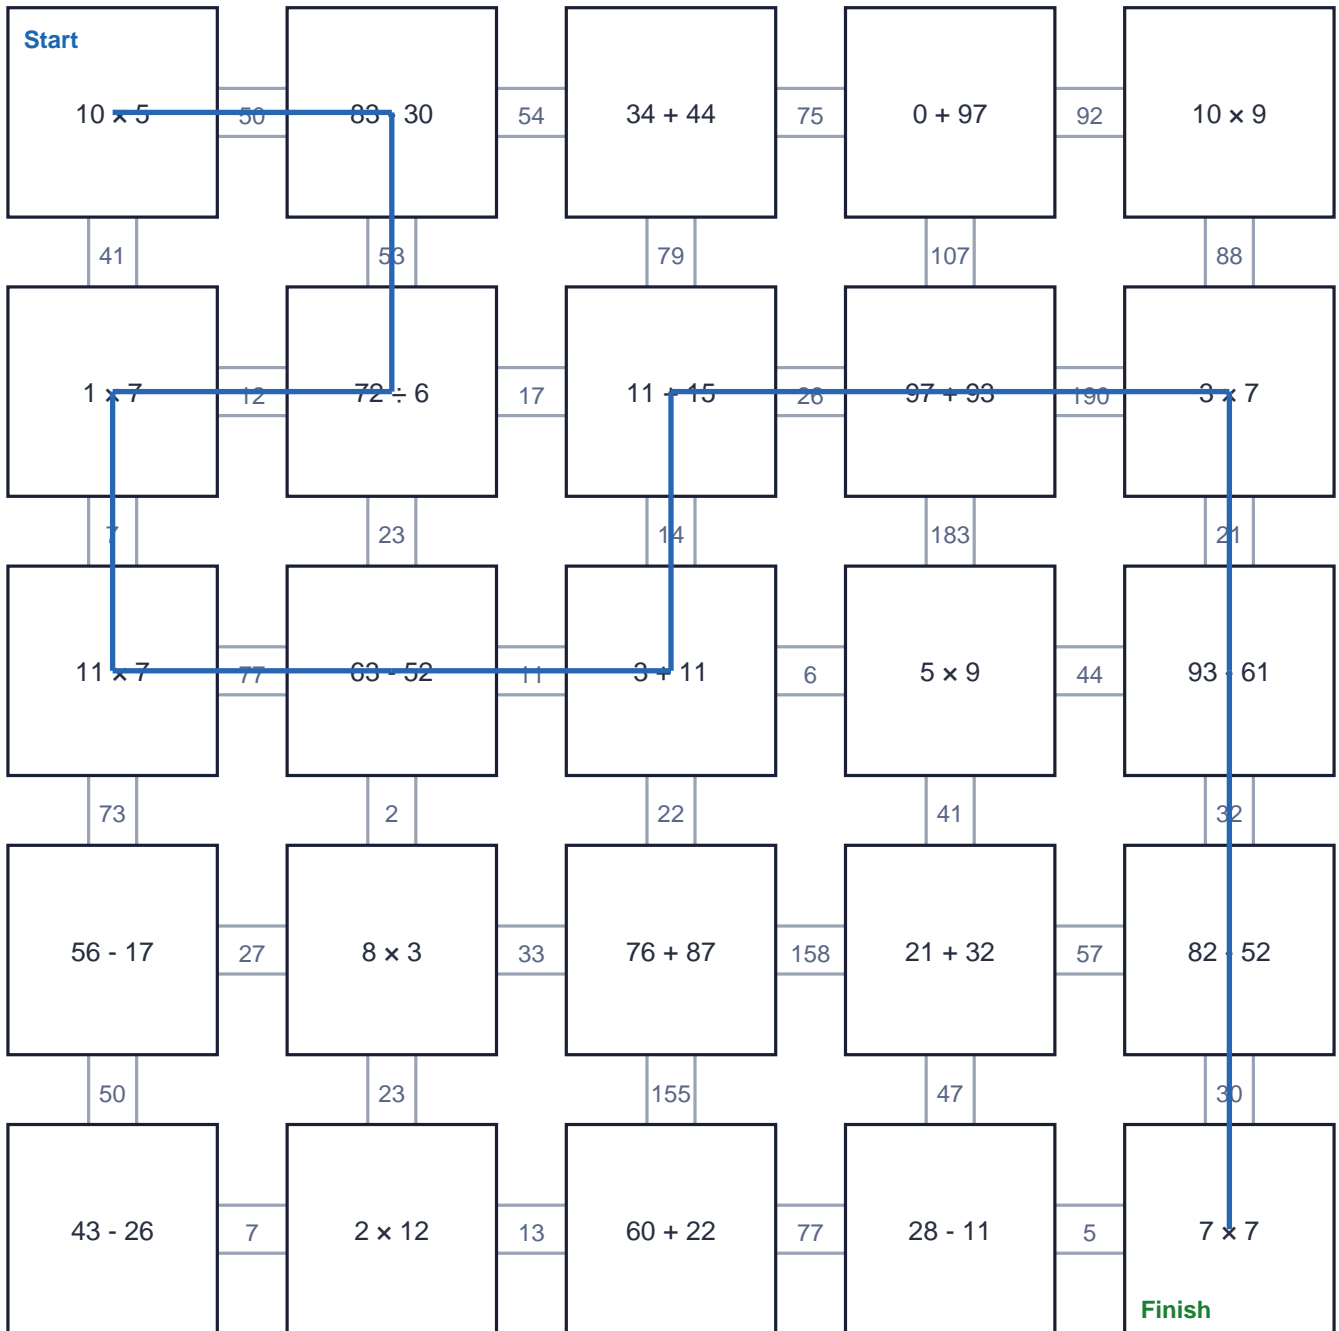 Start
10 × 5 50 83 - 30 54 34 + 44 75 0 + 97 92 10 × 9
41 53 79 107 88
1 × 7 12 72 ÷ 6 17 11 + 15 26 97 + 93 190 3 × 7
7 23 14 183 21
11 × 7 77 63 - 52 11 3 + 11 6 5 × 9 44 93 - 61
73 2 22 41 32
56 - 17 27 8 × 3 33 76 + 87 158 21 + 32 57 82 - 52
50 23 155 47 30
43 - 26 7 2 × 12 13 60 + 22 77 28 - 11 5 7 × 7
Finish